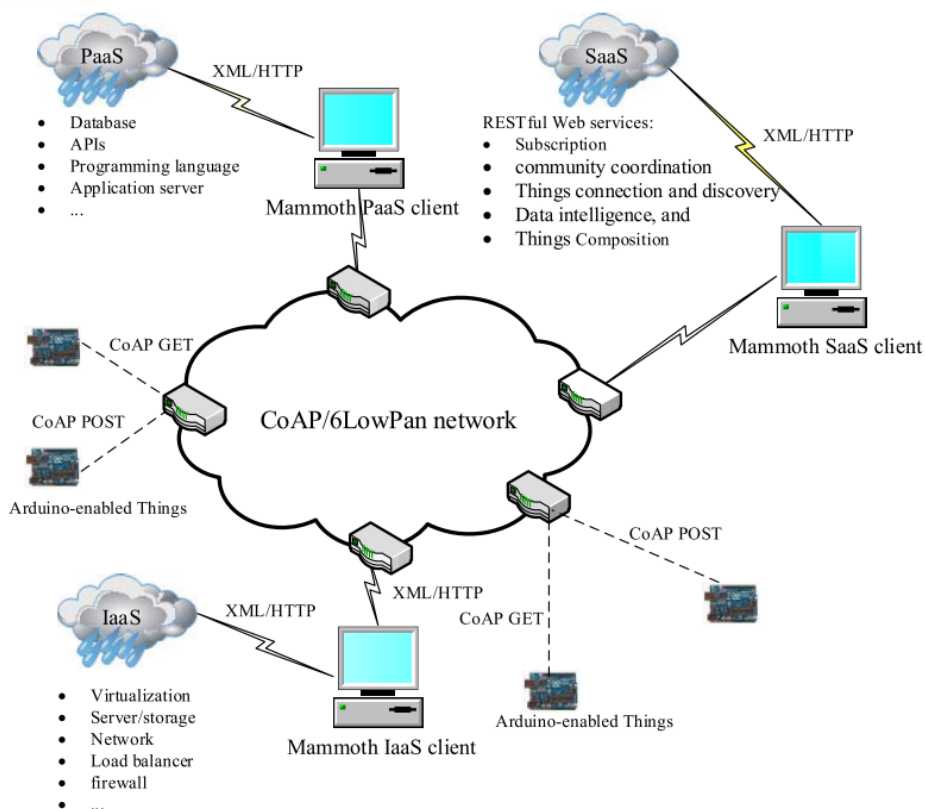 PaaS
XML/HTTP
• Database
• APIs
• Programming language
• Application server
• ...
Mammoth PaaS client
SaaS
XML/HTTP
RESTful Web services:
• Subscription
• community coordination
• Things connection and discovery
• Data intelligence, and
• Things Composition
Mammoth SaaS client
CoAP GET
CoAP POST
Arduino-enabled Things
CoAP/6LowPan network
CoAP POST
CoAP GET
Arduino-enabled Things
IaaS
XML/HTTP
XML/HTTP
• Virtualization
• Server/storage
• Network
• Load balancer
• firewall
• ...
Mammoth IaaS client